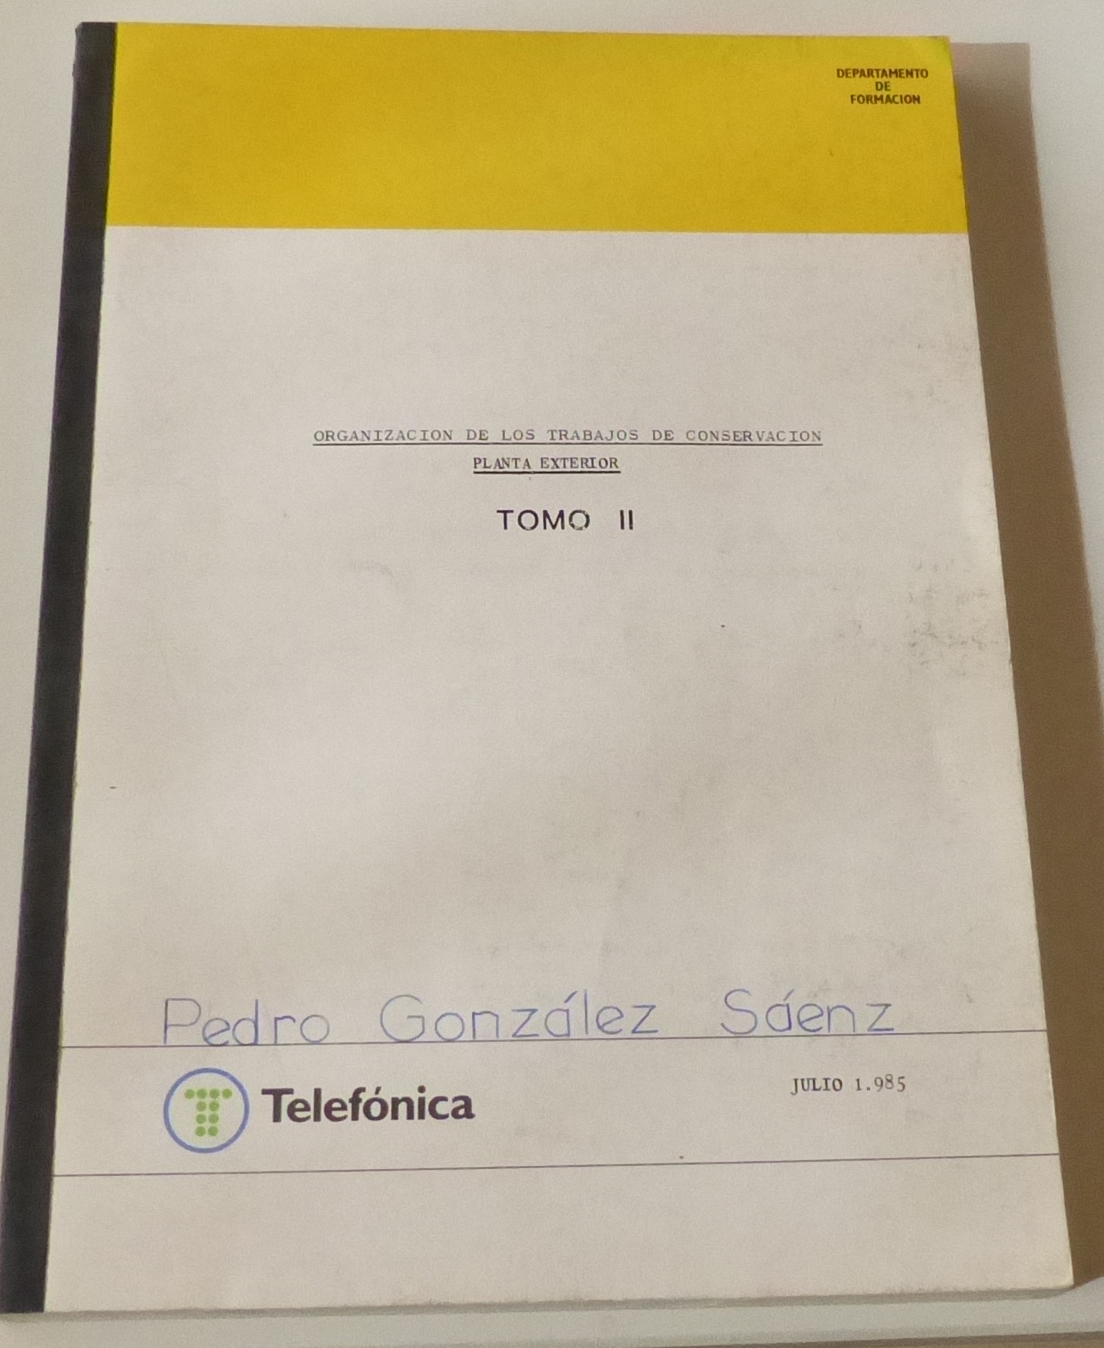 DEPARTAMENTO
DE
FORMACION
ORGANIZACION DE LOS TRABAJOS DE CONSERVACION
PLANTA EXTERIOR
TOMO II
Pedro González Sáenz
Telefónica
JULIO 1.985